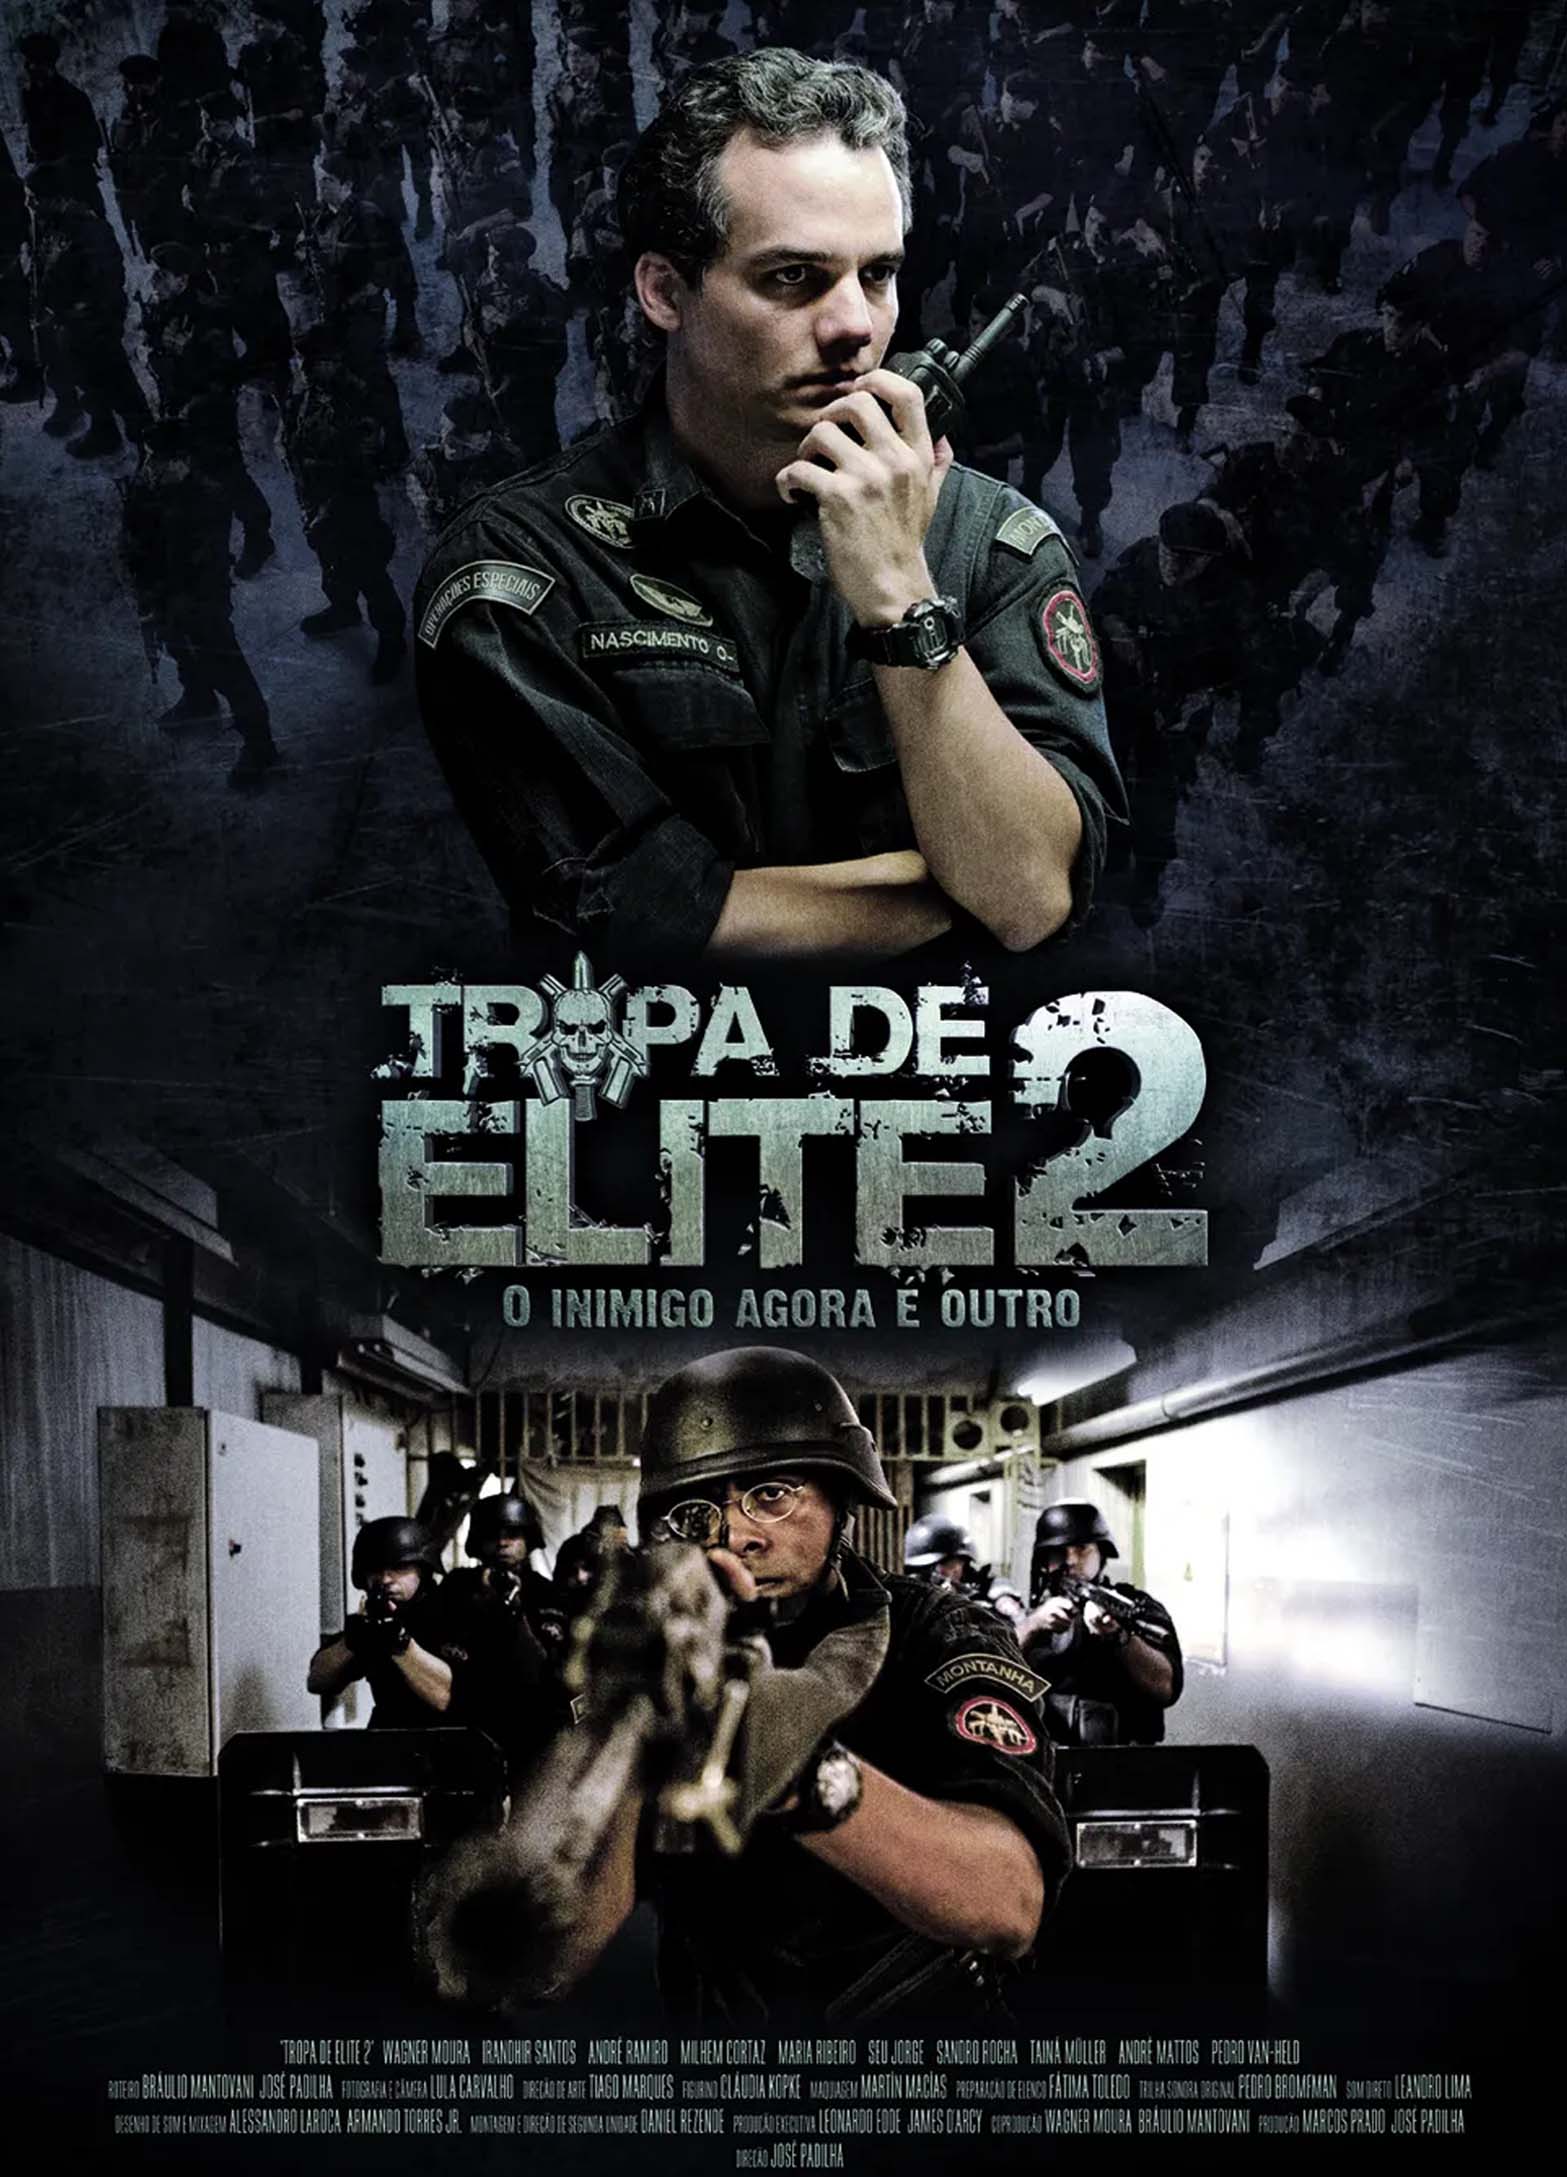 OPERAÇÕES ESPECIAIS
NASCIMENTO O-
TROPA DE
ELITE 2
O INIMIGO AGORA E OUTRO
MONTANHA
"TROPA DE ELITE 2" WAGNER MOURA IRANDHIR SANTOS ANDRÉ RAMIRO MILHEM CORTAZ MARIA RIBEIRO SEU JORGE SANDRO ROCHA TAINÁ MÜLLER ANDRÉ MATTOS PEDRO VAN-HELD
ROTEIRO BRÁULIO MANTOVANI JOSÉ PADILHA FOTOGRAFIA E CÂMERA LULA CARVALHO DIREÇÃO DE ARTE TIAGO MARQUES FIGURINO CLÁUDIA KOPKE MAQUIAGEM MARTÍN MACÍAS PREPARAÇÃO DE ELENCO FÁTIMA TOLEDO TRILHA SONORA ORIGINAL PEDRO BROMFMAN SOM DIRETO LEANDRO LIMA
DESENHO DE SOM E MIXAGEM ALESSANDRO LAROCA ARMANDO TORRES JR. MONTAGEM E DIREÇÃO DE SEGUNDA UNIDADE DANIEL REZENDE PRODUÇÃO EXECUTIVA LEONARDO EDDE JAMES D'ARCY COPRODUÇÃO WAGNER MOURA BRÁULIO MANTOVANI PRODUÇÃO MARCOS PRADO JOSÉ PADILHA
DIREÇÃO JOSÉ PADILHA